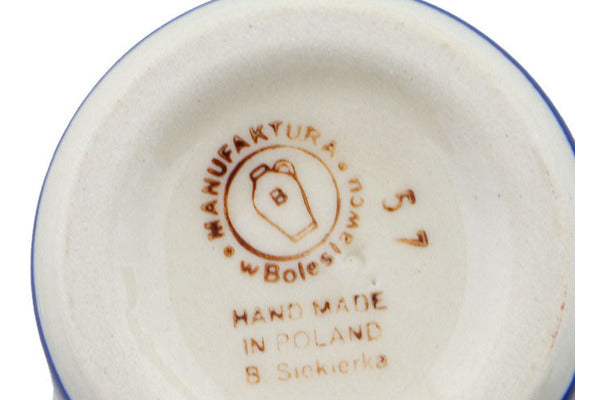 MANUFAKTURA
w Bolesławcu
B
57
HAND MADE
IN POLAND
B. Siekierka